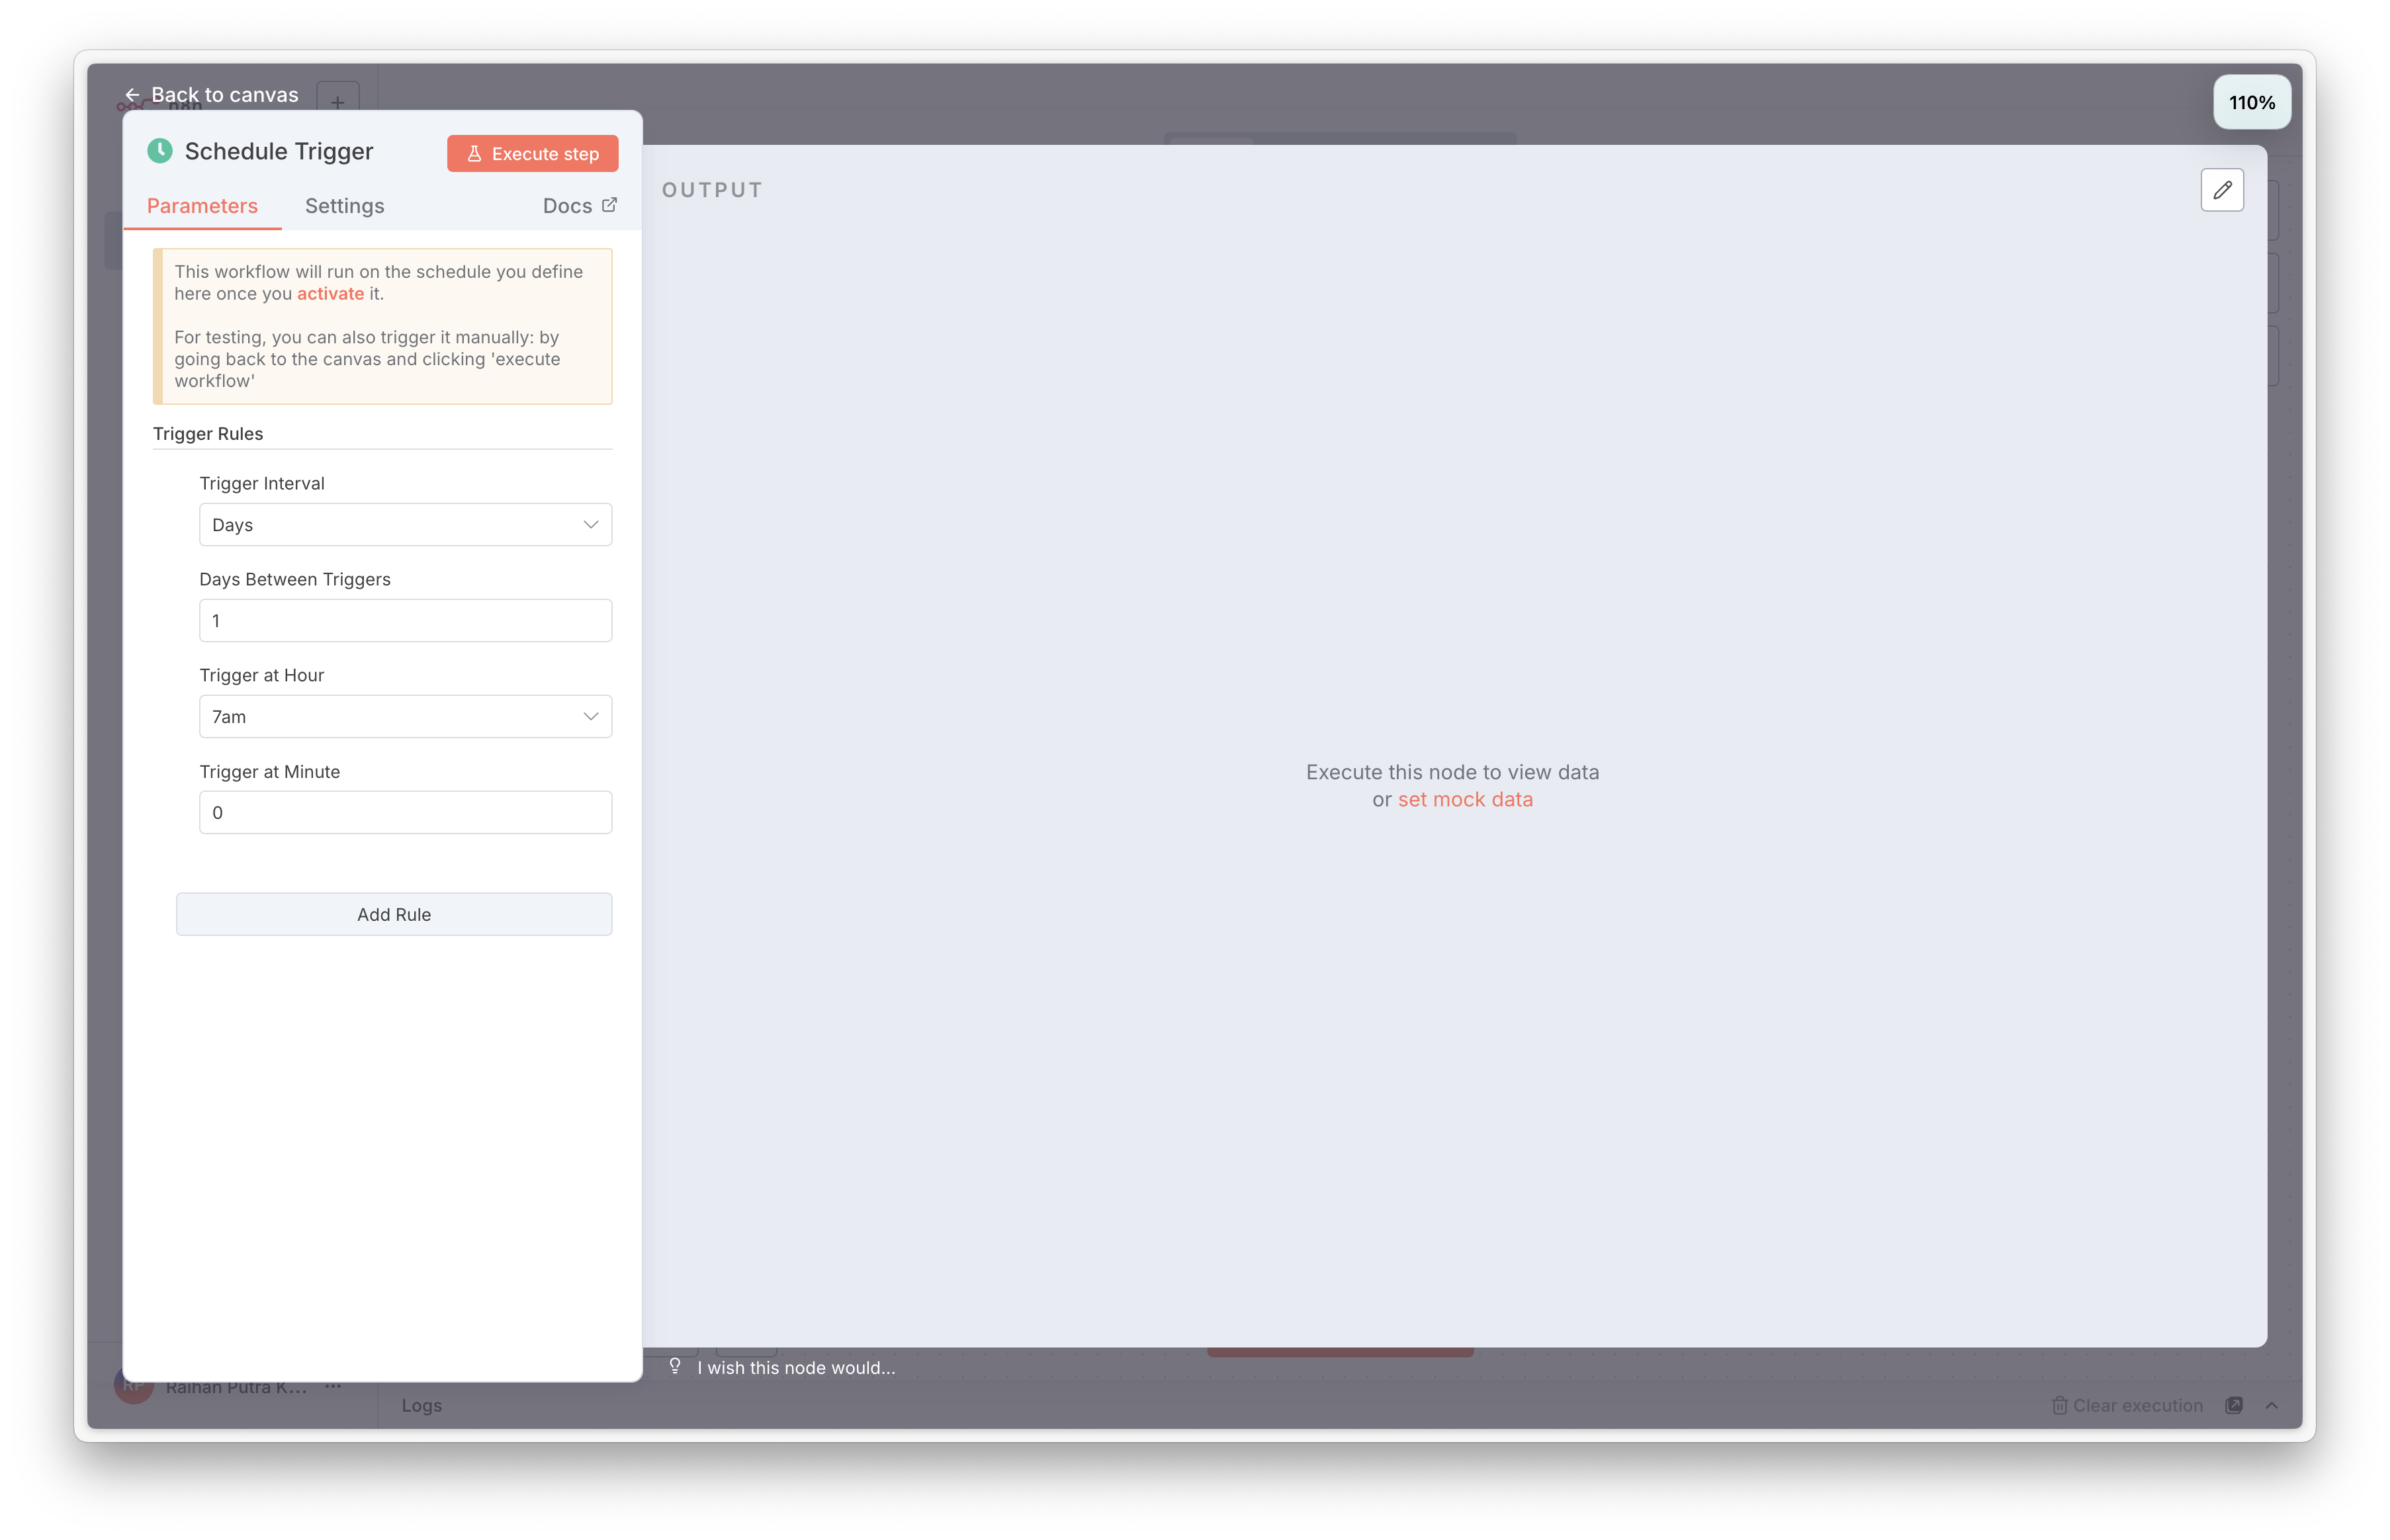 Back to canvas
110%
Schedule Trigger
Execute step
Parameters
Settings
Docs
OUTPUT
This workflow will run on the schedule you define
here once you activate it.
For testing, you can also trigger it manually: by
going back to the canvas and clicking 'execute
workflow'
Trigger Rules
Trigger Interval
Days
Days Between Triggers
1
Trigger at Hour
7am
Trigger at Minute
0
Add Rule
Execute this node to view data
or set mock data
I wish this node would...
RP
Raihan Putra K...
Logs
Clear execution